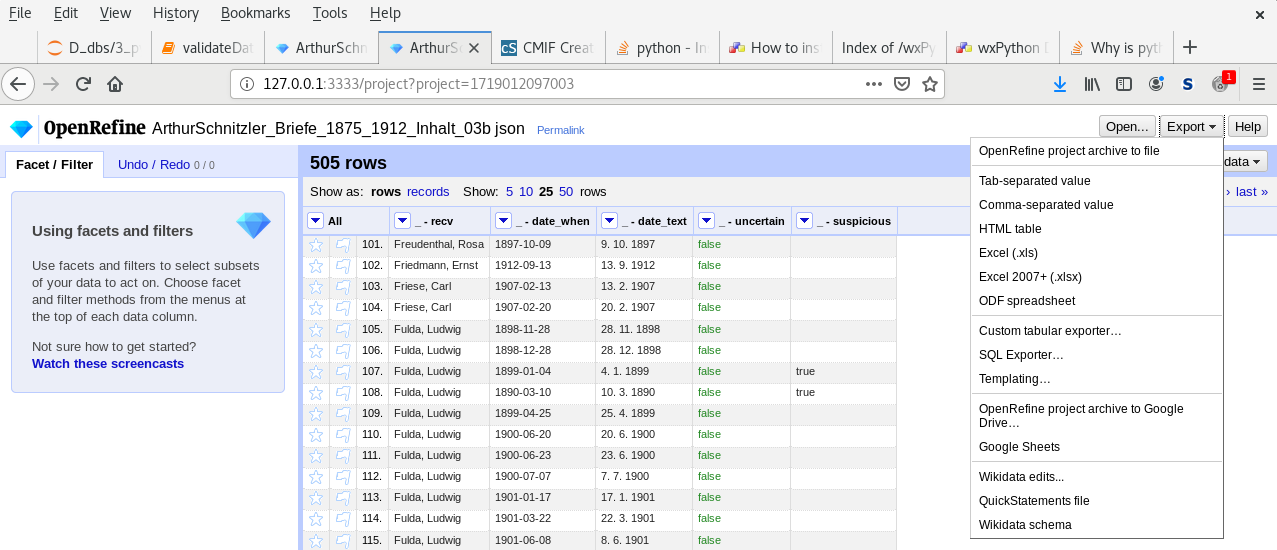 File Edit View History Bookmarks Tools Help
D_dbs/3_p validateDat ArthurSchn ArthurSc CMIF Creat python - In How to ins Index of /wxPy wxPython D Why is pyth
127.0.0.1:3333/project?project=1719012097003
1
OpenRefine ArthurSchnitzler_Briefe_1875_1912_Inhalt_03b json Permalink Open... Export Help
Facet / Filter Undo / Redo 0 / 0
505 rows data
Show as: rows records Show: 5 10 25 50 rows › last »
Using facets and filters
Use facets and filters to select subsets
of your data to act on. Choose facet
and filter methods from the menus at
the top of each data column.
Not sure how to get started?
Watch these screencasts
All _ - recv _ - date_when _ - date_text _ - uncertain _ - suspicious
101. Freudenthal, Rosa 1897-10-09 9. 10. 1897 false
102. Friedmann, Ernst 1912-09-13 13. 9. 1912 false
103. Friese, Carl 1907-02-13 13. 2. 1907 false
104. Friese, Carl 1907-02-20 20. 2. 1907 false
105. Fulda, Ludwig 1898-11-28 28. 11. 1898 false
106. Fulda, Ludwig 1898-12-28 28. 12. 1898 false
107. Fulda, Ludwig 1899-01-04 4. 1. 1899 false true
108. Fulda, Ludwig 1890-03-10 10. 3. 1890 false true
109. Fulda, Ludwig 1899-04-25 25. 4. 1899 false
110. Fulda, Ludwig 1900-06-20 20. 6. 1900 false
111. Fulda, Ludwig 1900-06-23 23. 6. 1900 false
112. Fulda, Ludwig 1900-07-07 7. 7. 1900 false
113. Fulda, Ludwig 1901-01-17 17. 1. 1901 false
114. Fulda, Ludwig 1901-03-22 22. 3. 1901 false
115. Fulda, Ludwig 1901-06-08 8. 6. 1901 false
OpenRefine project archive to file
Tab-separated value
Comma-separated value
HTML table
Excel (.xls)
Excel 2007+ (.xlsx)
ODF spreadsheet
Custom tabular exporter…
SQL Exporter…
Templating…
OpenRefine project archive to Google
Drive…
Google Sheets
Wikidata edits...
QuickStatements file
Wikidata schema